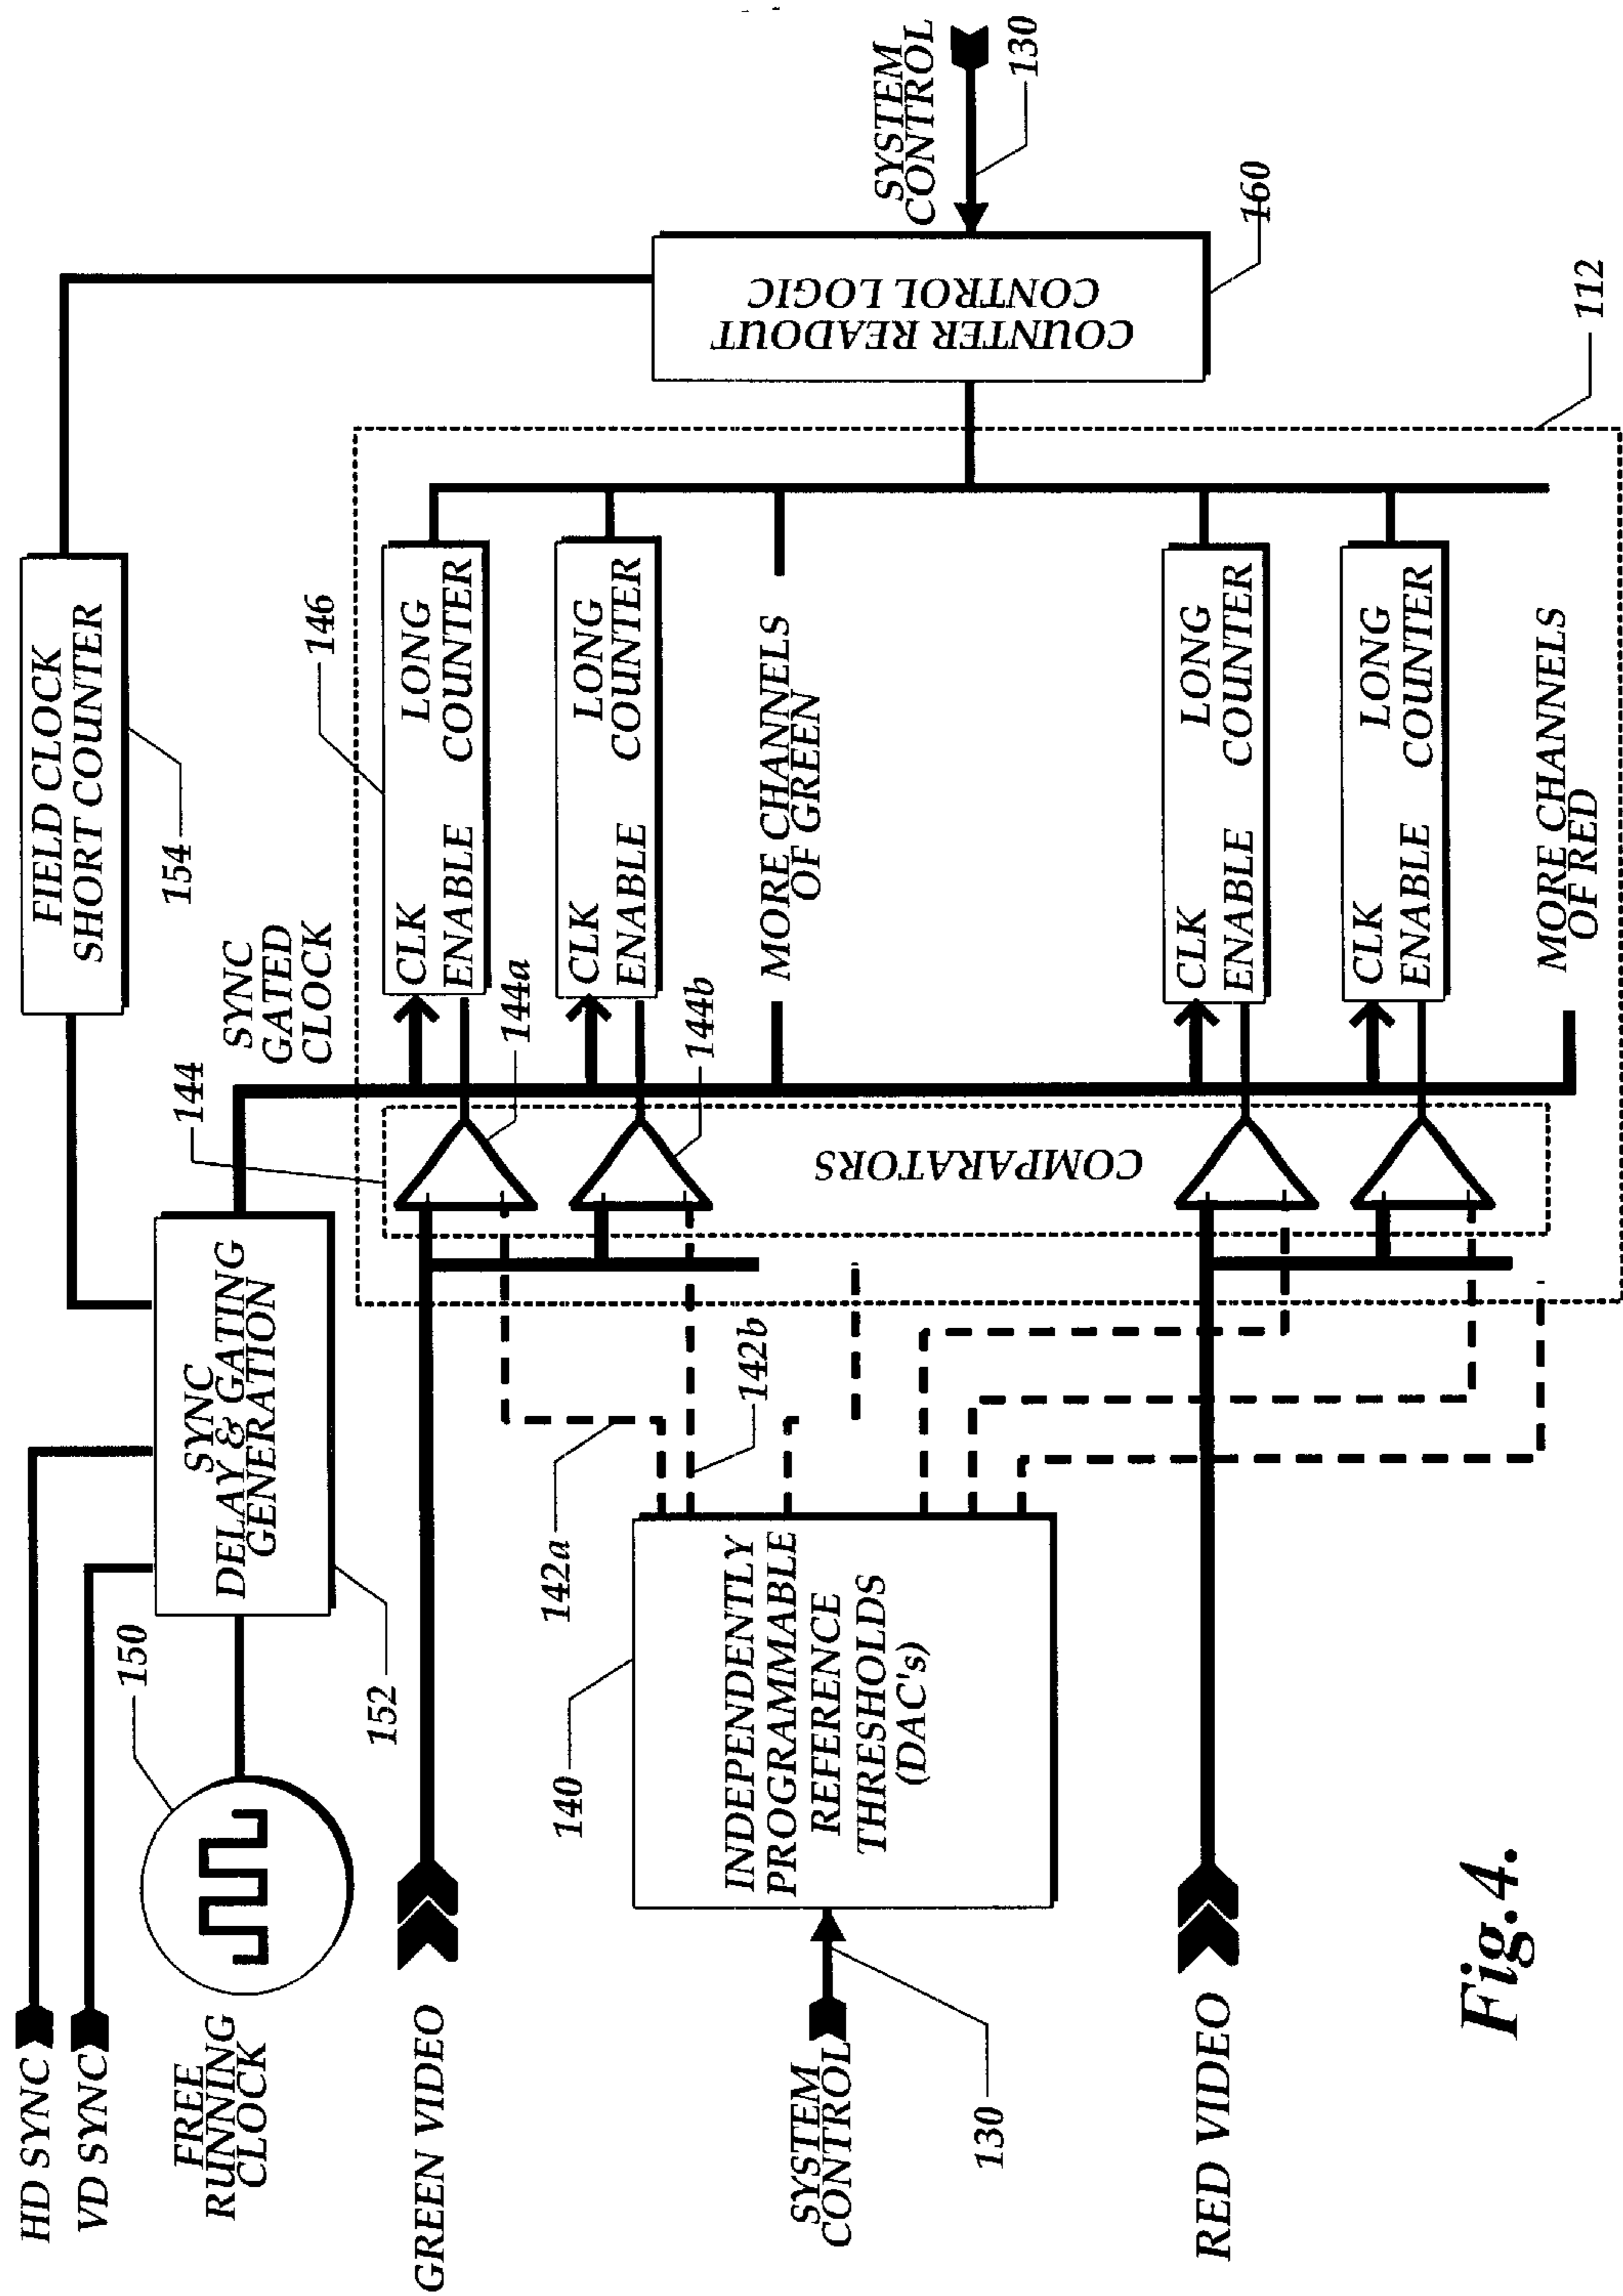 HD SYNC
VD SYNC
FREE
RUNNING
CLOCK
150
SYNC
DELAY & GATING
GENERATION
152
FIELD CLOCK
SHORT COUNTER
154
SYNC
GATED
CLOCK
144
146
GREEN VIDEO
CLK
ENABLE
LONG
COUNTER
144a
CLK
ENABLE
LONG
COUNTER
144b
142a
142b
COMPARATORS
MORE CHANNELS
OF GREEN
SYSTEM
CONTROL
130
140
INDEPENDENTLY
PROGRAMMABLE
REFERENCE
THRESHOLDS
(DAC's)
COUNTER READOUT
CONTROL LOGIC
SYSTEM
CONTROL
130
160
RED VIDEO
CLK
ENABLE
LONG
COUNTER
CLK
ENABLE
LONG
COUNTER
MORE CHANNELS
OF RED
112
Fig.4.